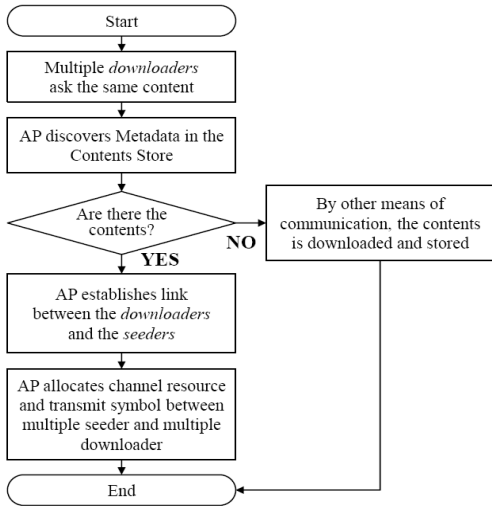 Start
Multiple downloaders
ask the same content
AP discovers Metadata in the
Contents Store
Are there the
contents?
NO
YES
By other means of
communication, the contents
is downloaded and stored
AP establishes link
between the downloaders
and the seeders
AP allocates channel resource
and transmit symbol between
multiple seeder and multiple
downloader
End